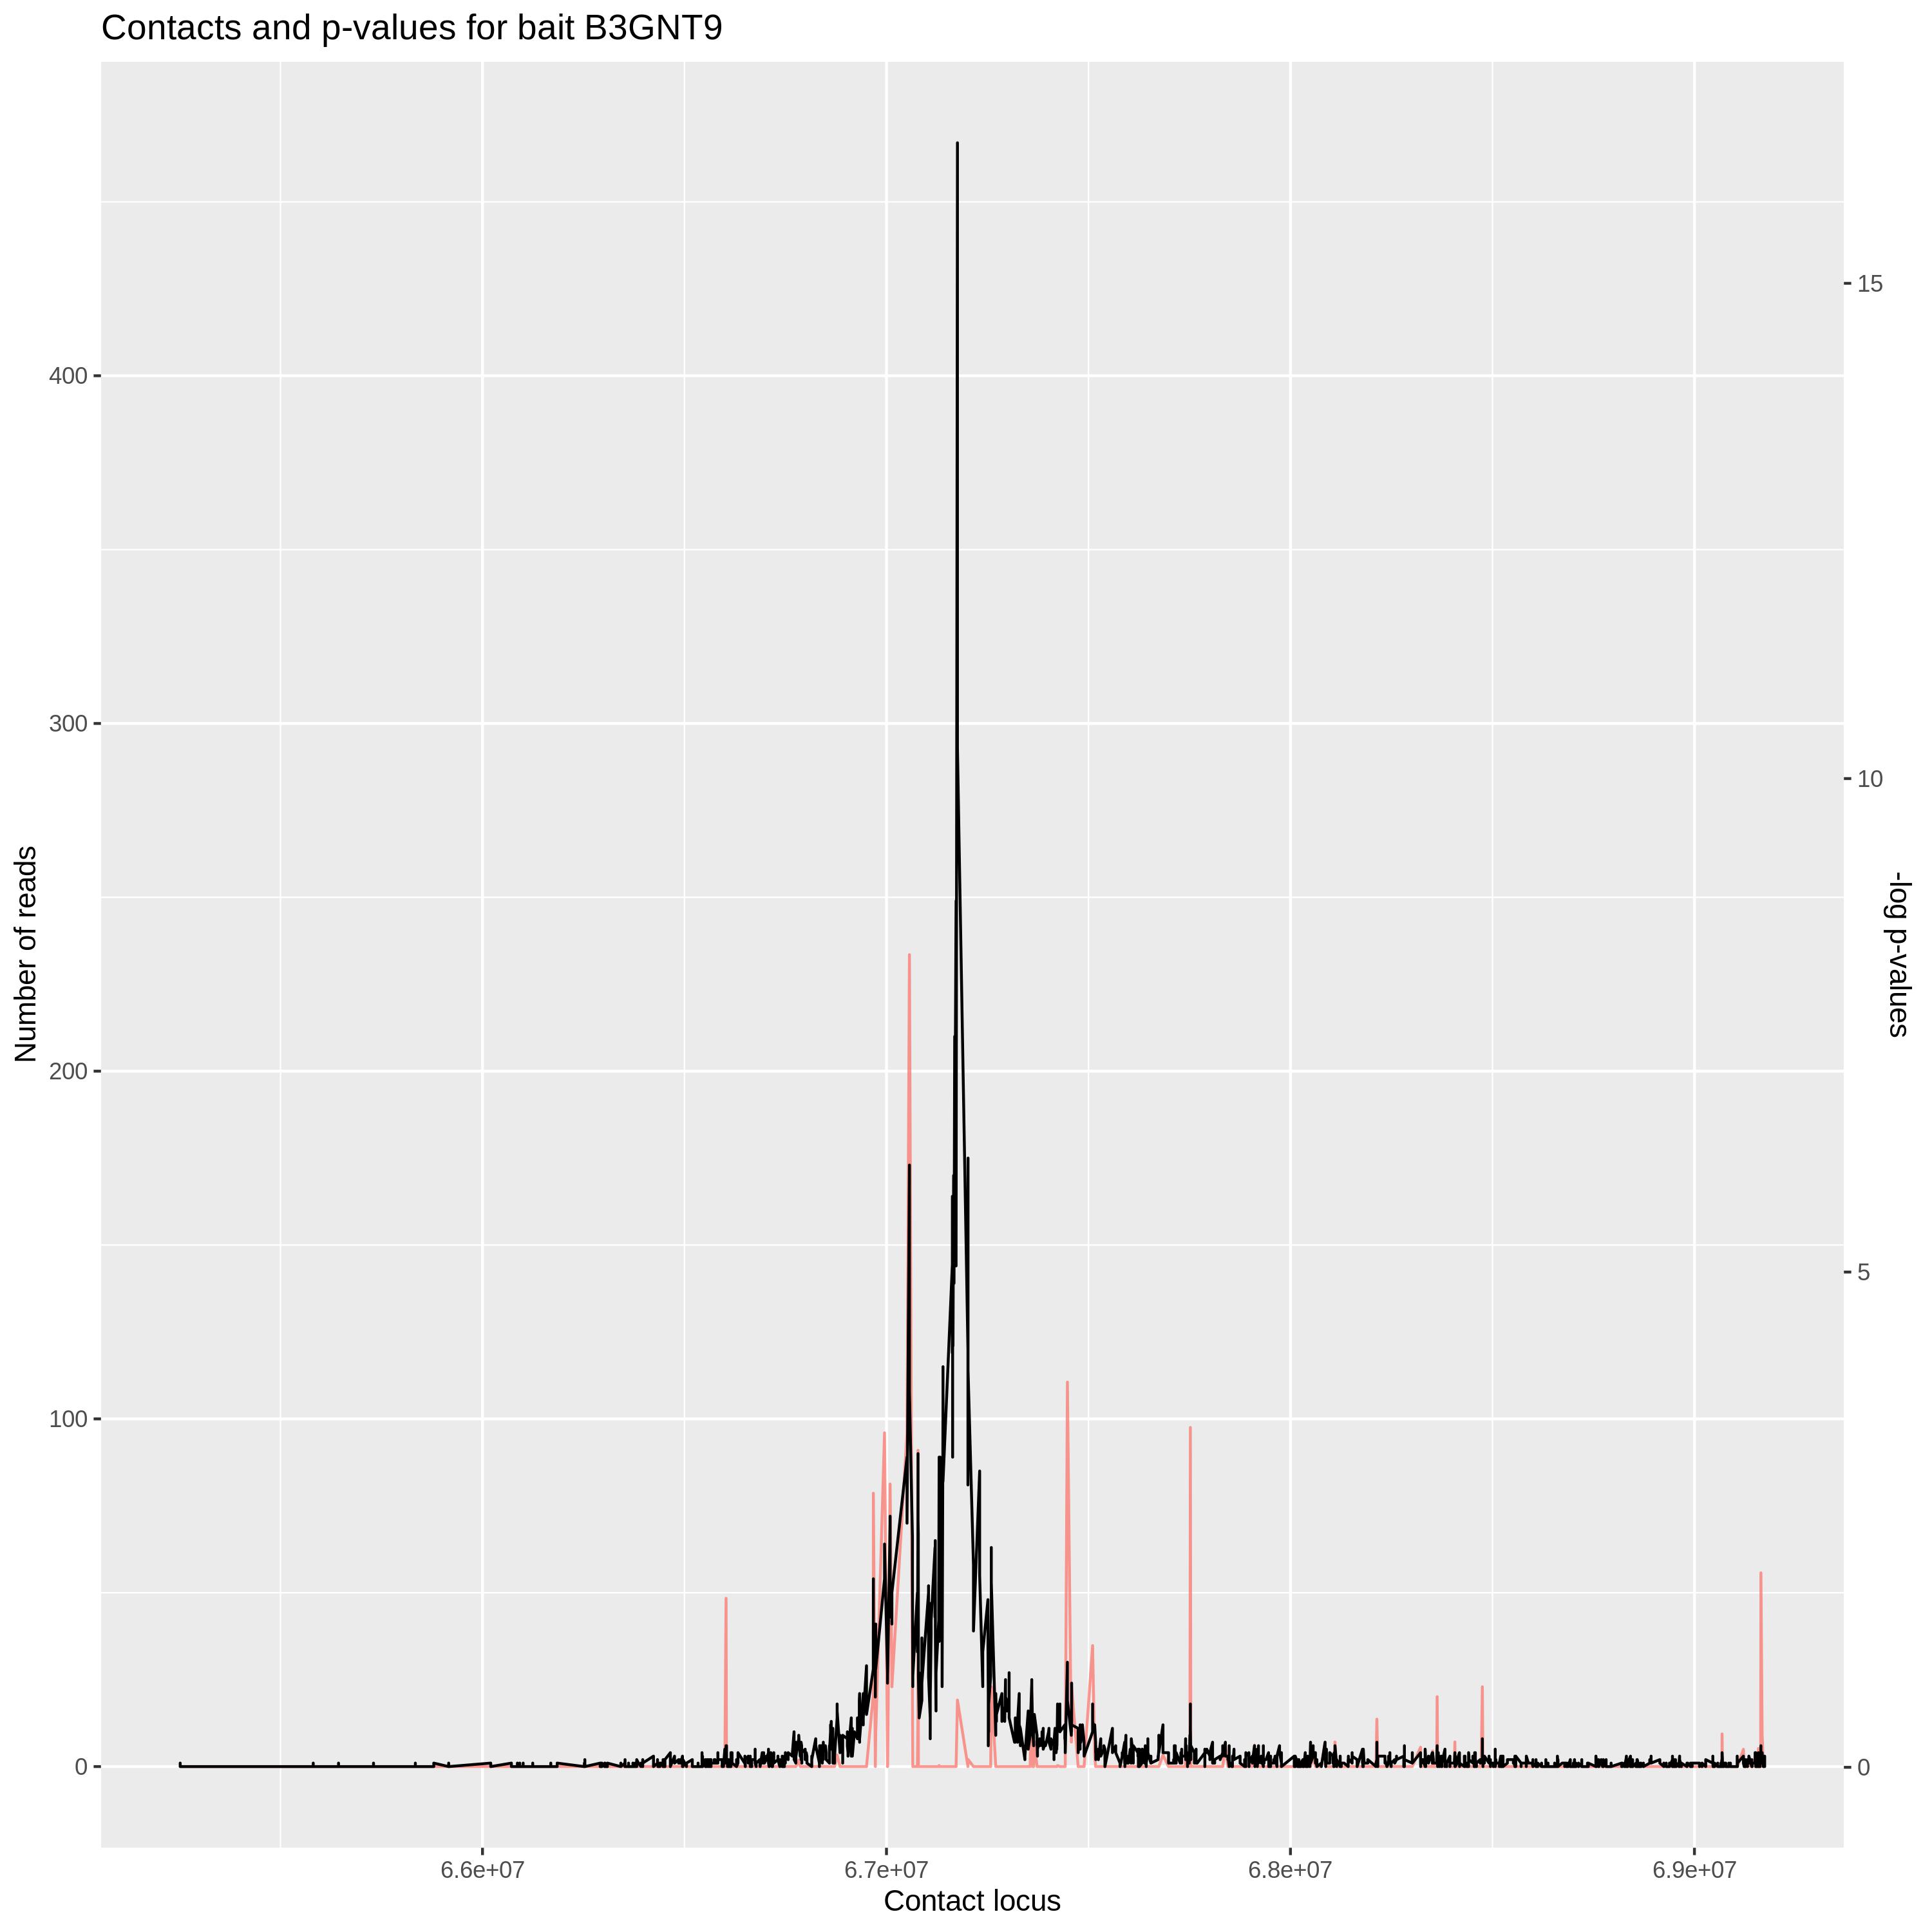 Contacts and p-values for bait B3GNT9
Number of reads
400
300
200
100
0
15
10
5
0
-log p-values
6.6e+07
6.7e+07
6.8e+07
6.9e+07
Contact locus